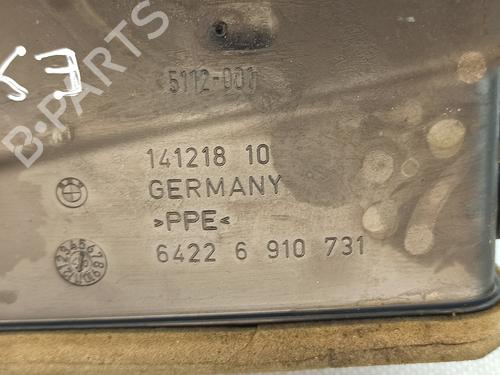 B-PARTS
5112-001
141218 10
GERMANY
>PPE<
6422 6 910 731